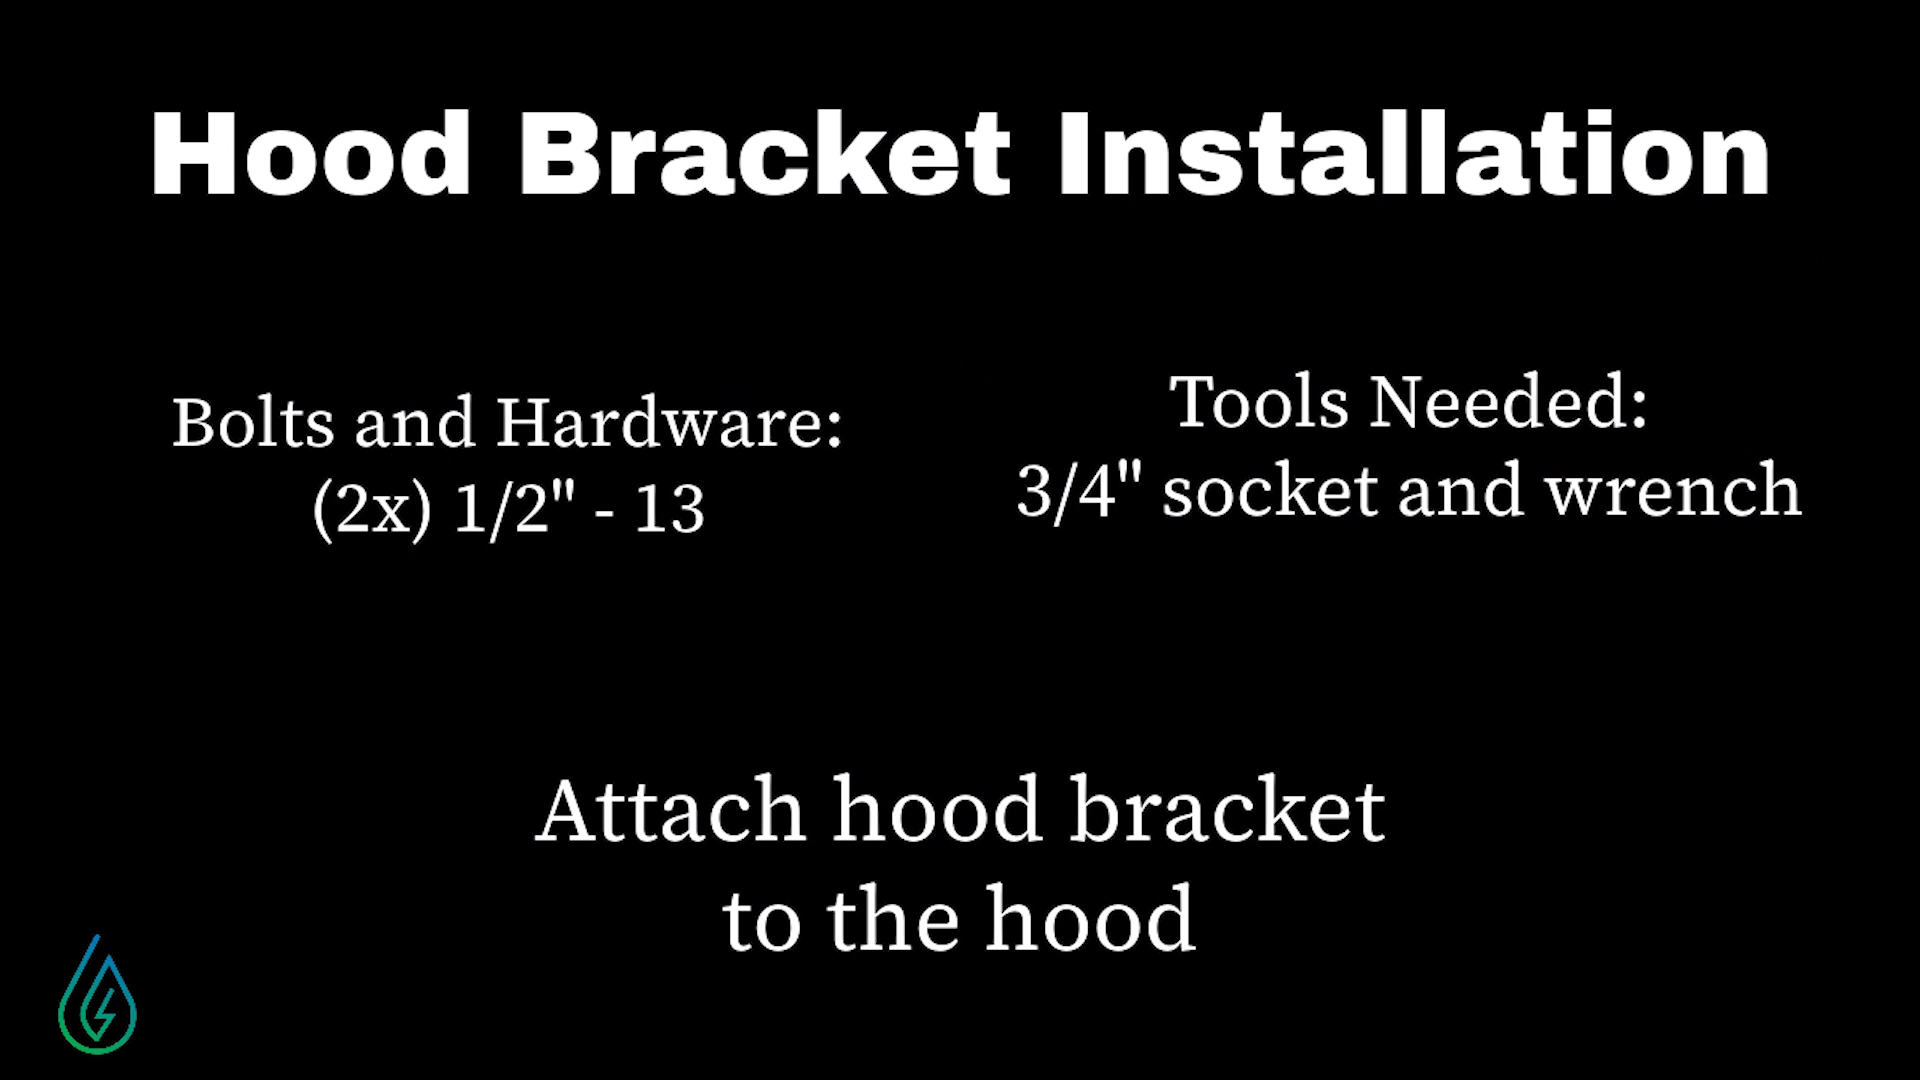 Hood Bracket Installation
Bolts and Hardware:
(2x) 1/2" - 13
Tools Needed:
3/4" socket and wrench
Attach hood bracket
to the hood